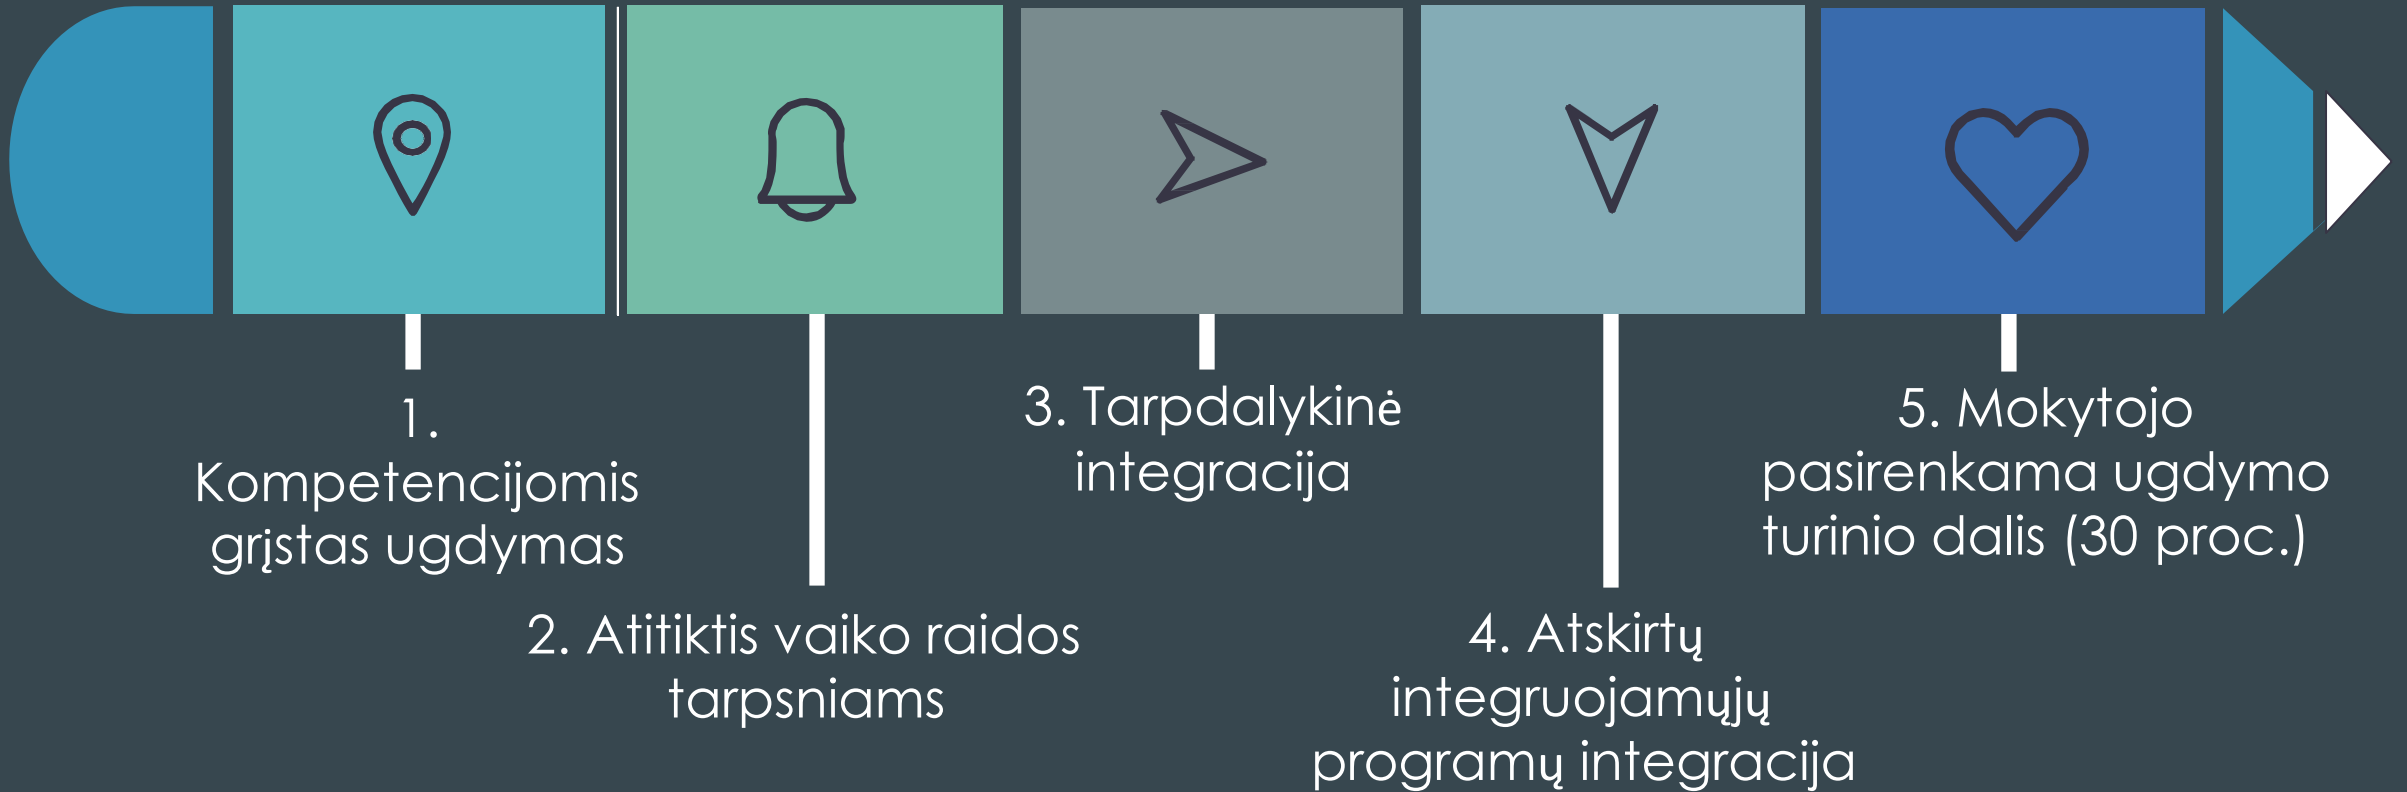 1.
Kompetencijomis
grįstas ugdymas
2. Atitiktis vaiko raidos
tarpsniams
3. Tarpdalykinė
integracija
4. Atskirtų
integruojamųjų
programų integracija
5. Mokytojo
pasirenkama ugdymo
turinio dalis (30 proc.)